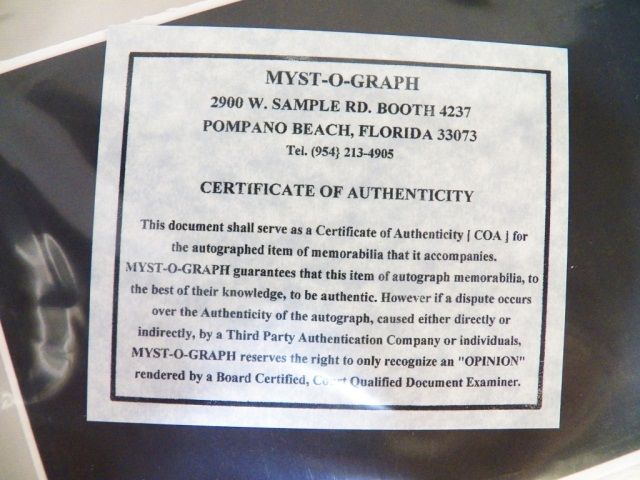 MYST-O-GRAPH
2900 W. SAMPLE RD. BOOTH 4237
POMPANO BEACH, FLORIDA 33073
Tel. (954} 213-4905
CERTIFICATE OF AUTHENTICITY
This document shall serve as a Certificate of Authenticity [ COA ] for
the autographed item of memorabilia that it accompanies.
MYST-O-GRAPH guarantees that this item of autograph memorabilia, to
the best of their knowledge, to be authentic. However if a dispute occurs
over the Authenticity of the autograph, caused either directly or
indirectly, by a Third Party Authentication Company or individuals,
MYST-O-GRAPH reserves the right to only recognize an "OPINION"
rendered by a Board Certified, Court Qualified Document Examiner.